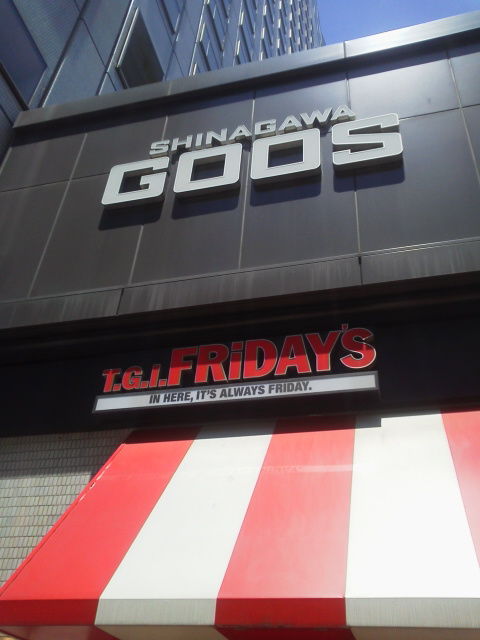 SHINAGAWA
GOOS
T.G.I. FRiDAY'S
IN HERE, IT'S ALWAYS FRIDAY.